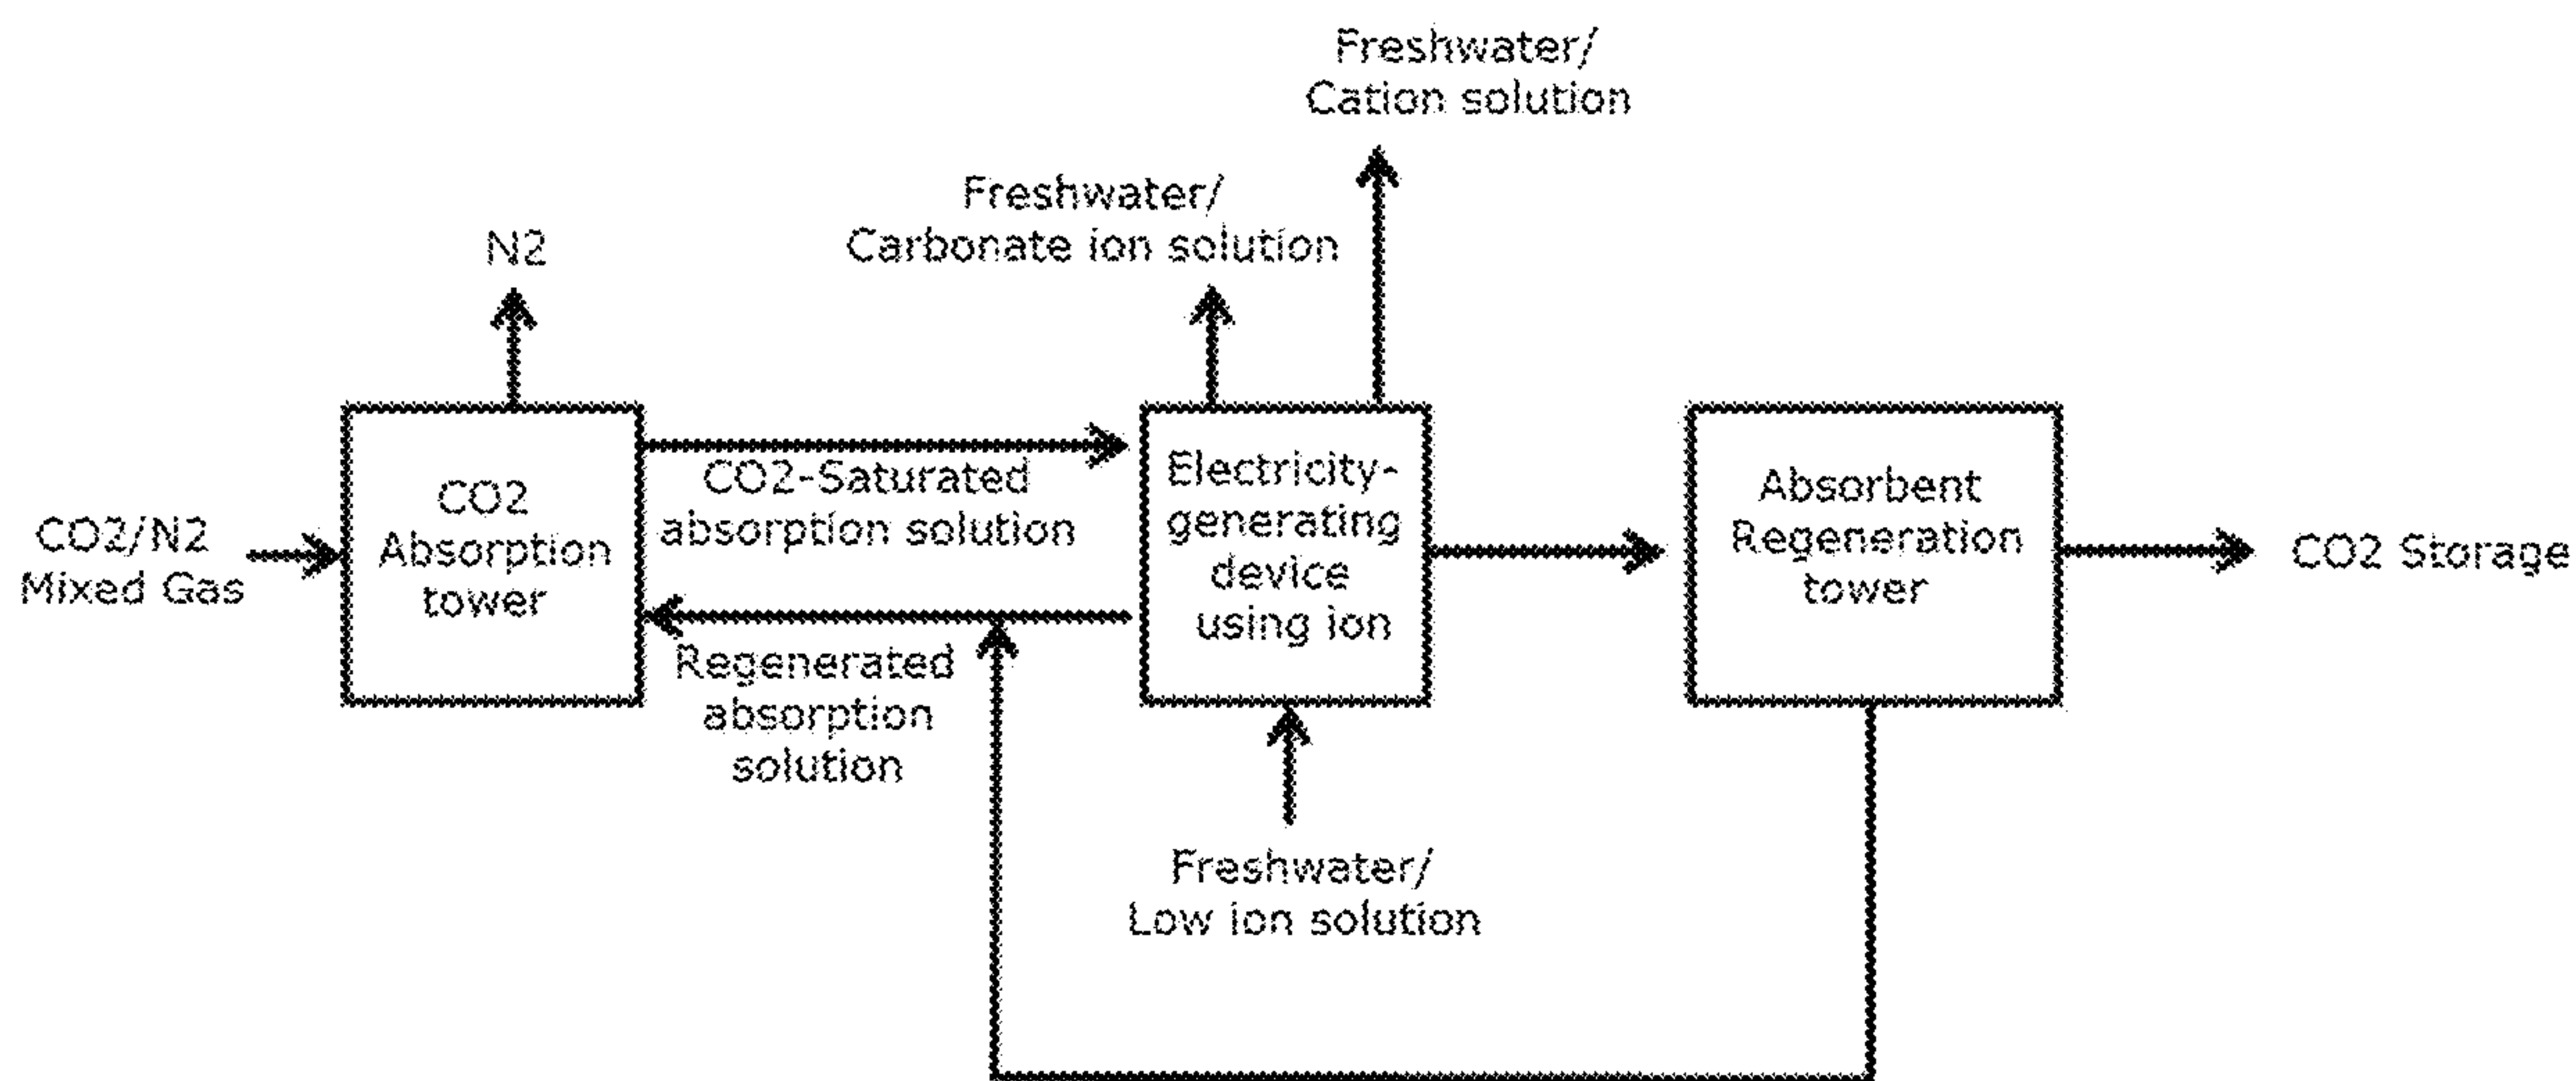 Freshwater/
Cation solution
Freshwater/
Carbonate ion solution
N2
CO2/N2
Mixed Gas
CO2
Absorption
tower
CO2-Saturated
absorption solution
Regenerated
absorption
solution
Electricity-
generating
device
using ion
Freshwater/
Low ion solution
Absorbent
Regeneration
tower
CO2 Storage